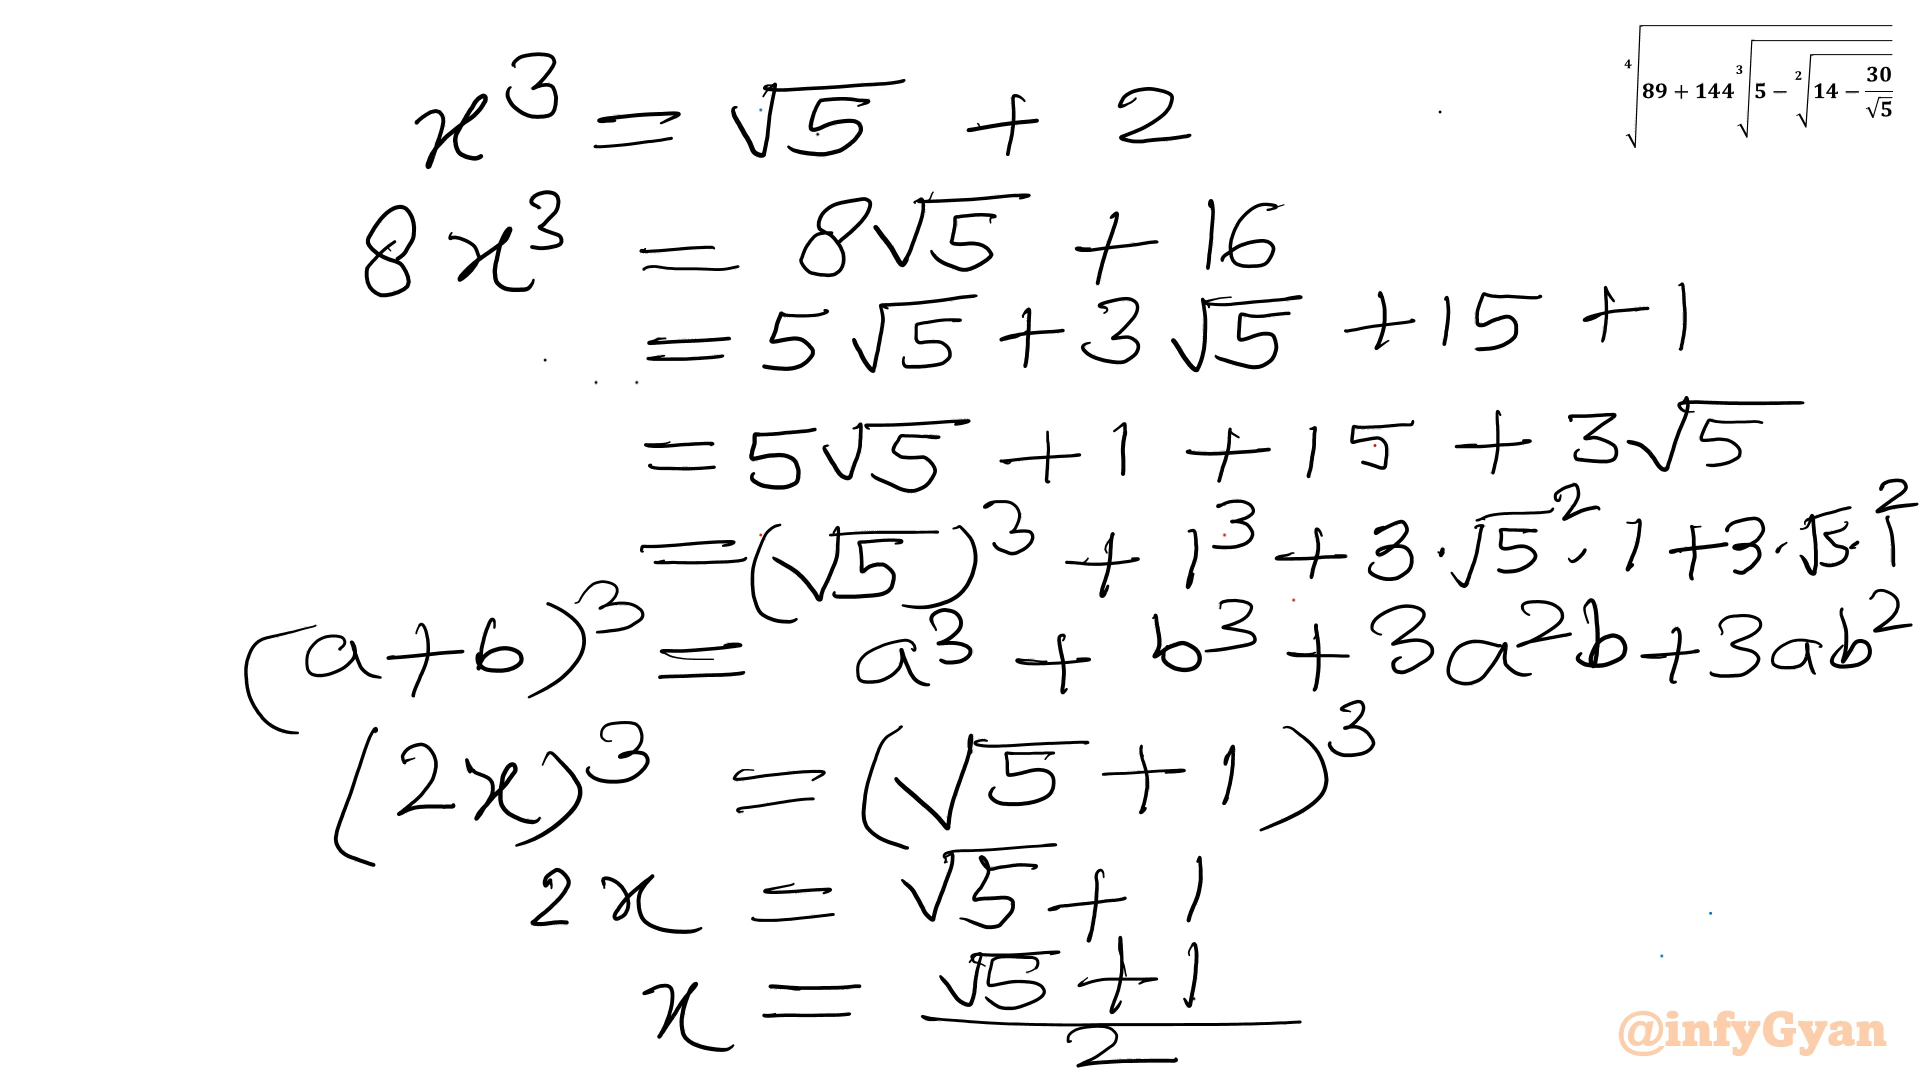 x³ = √5 + 2
⁴√(89 + 144 ³√(5 − ²√(14 − 30/√5)))
8x³ = 8√5 + 16
= 5√5 + 3√5 + 15 + 1
= 5√5 + 1 + 15 + 3√5
= (√5)³ + 1³ + 3·√5²·1 + 3·√5·1²
(a+b)³ = a³ + b³ + 3a²b + 3ab²
(2x)³ = (√5 + 1)³
2x = √5 + 1
x = (√5 + 1)/2
@infyGyan